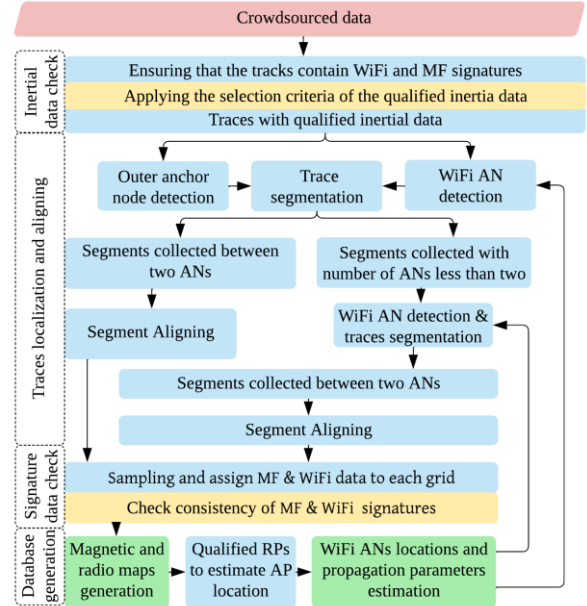 Crowdsourced data
Inertial
data check
Ensuring that the tracks contain WiFi and MF signatures
Applying the selection criteria of the qualified inertia data
Traces with qualified inertial data
Traces localization and aligning
Outer anchor
node detection
Trace
segmentation
WiFi AN
detection
Segments collected between
two ANs
Segments collected with
number of ANs less than two
Segment Aligning
WiFi AN detection &
traces segmentation
Segments collected between two ANs
Segment Aligning
Signature
data check
Sampling and assign MF & WiFi data to each grid
Check consistency of MF & WiFi signatures
Database
generation
Magnetic and
radio maps
generation
Qualified RPs
to estimate AP
location
WiFi ANs locations and
propagation parameters
estimation